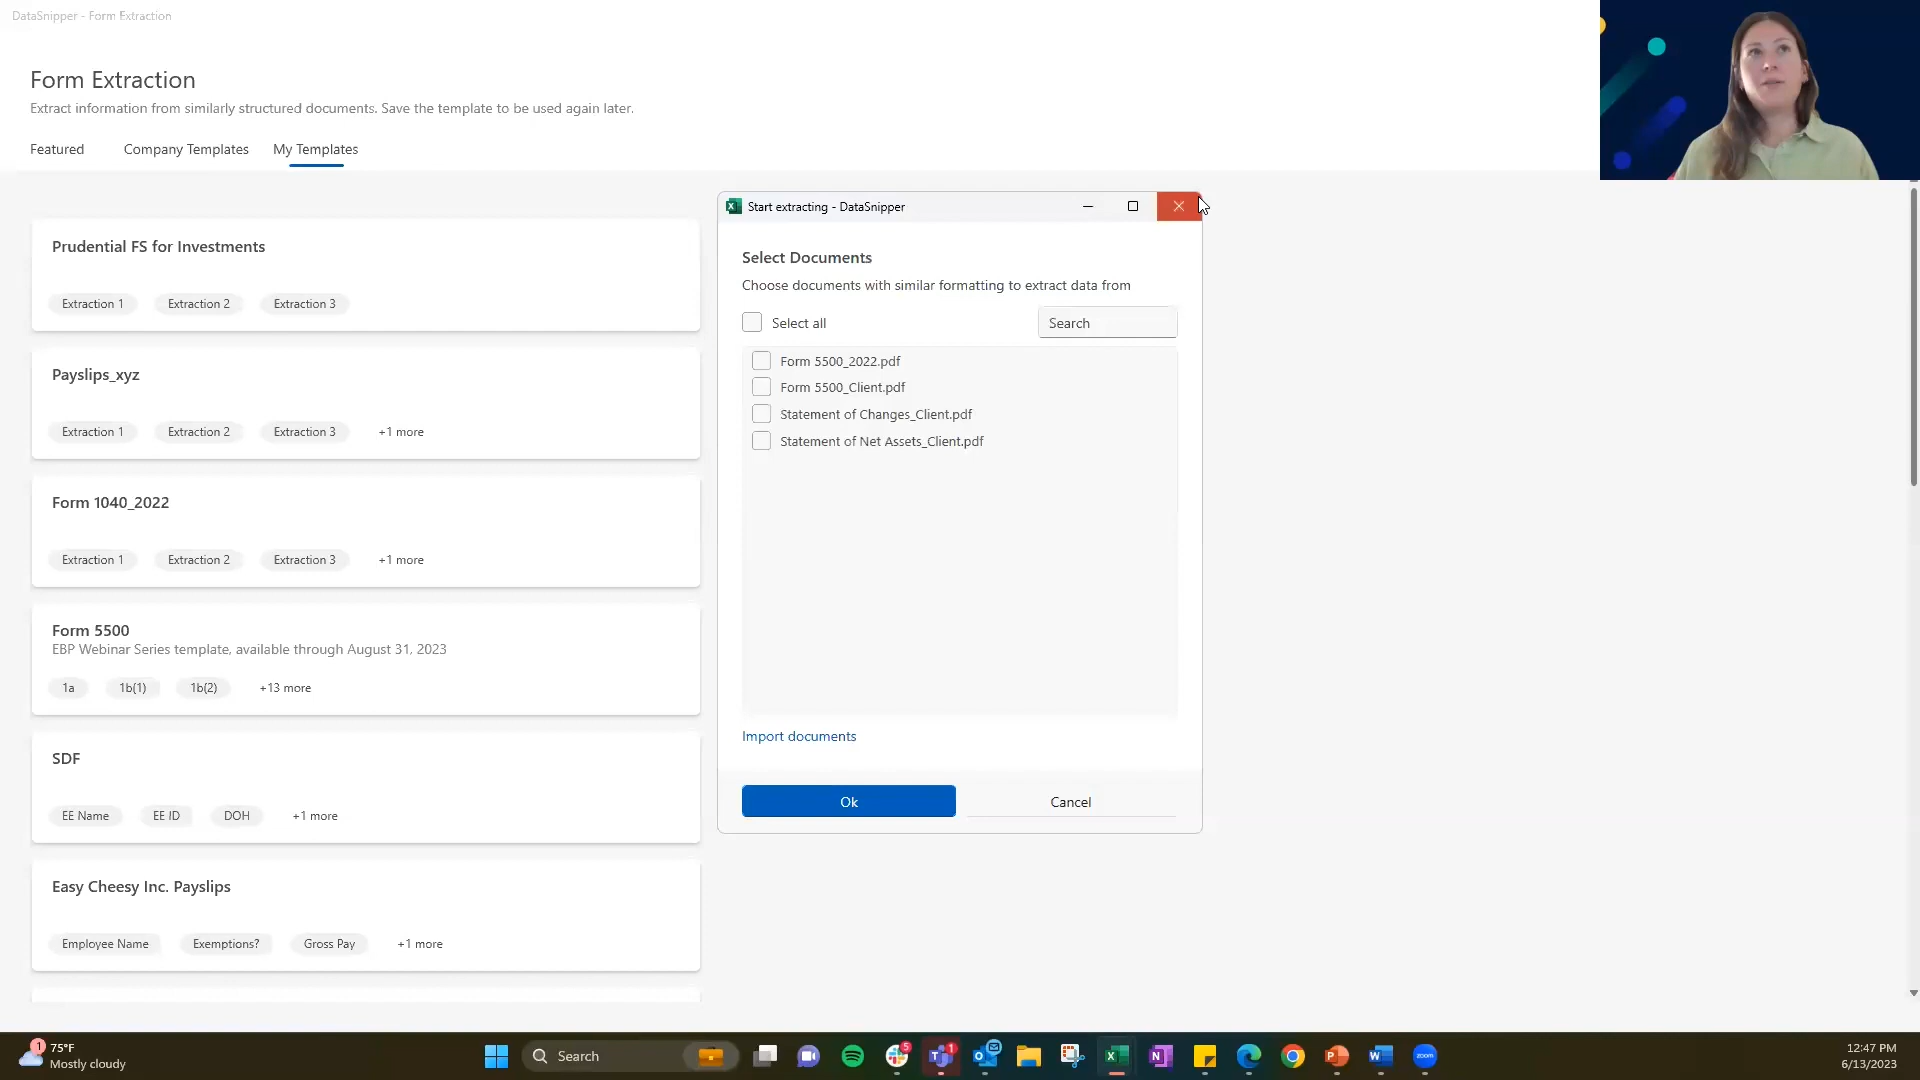 DataSnipper - Form Extraction
Form Extraction
Extract information from similarly structured documents. Save the template to be used again later.
Featured
Company Templates
My Templates
Prudential FS for Investments
Extraction 1
Extraction 2
Extraction 3
Payslips_xyz
Extraction 1
Extraction 2
Extraction 3
+1 more
Form 1040_2022
Extraction 1
Extraction 2
Extraction 3
+1 more
Form 5500
EBP Webinar Series template, available through August 31, 2023
1a
1b(1)
1b(2)
+13 more
SDF
EE Name
EE ID
DOH
+1 more
Easy Cheesy Inc. Payslips
Employee Name
Exemptions?
Gross Pay
+1 more
Start extracting - DataSnipper
Select Documents
Choose documents with similar formatting to extract data from
Select all
Search
Form 5500_2022.pdf
Form 5500_Client.pdf
Statement of Changes_Client.pdf
Statement of Net Assets_Client.pdf
Import documents
Ok
Cancel
1
75°F
Mostly cloudy
Search
5
1
zoom
12:47 PM
6/13/2023